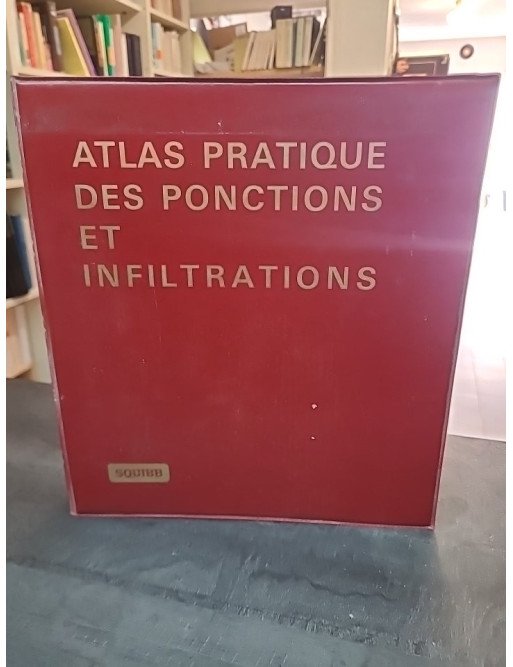 ATLAS PRATIQUE
DES PONCTIONS
ET
INFILTRATIONS
SQUIBB